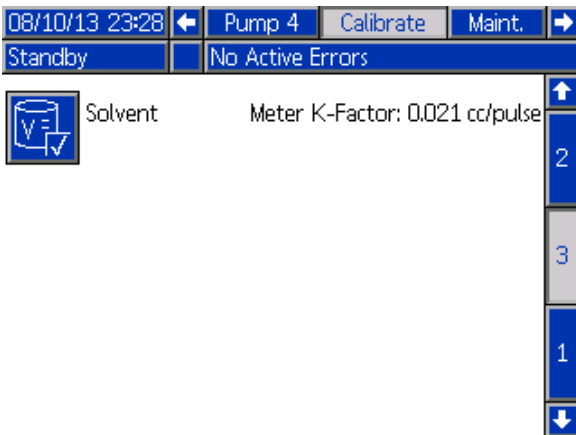 08/10/13 23:28 Pump 4 Calibrate Maint.
Standby No Active Errors
Solvent Meter K-Factor: 0.021 cc/pulse
V
2
3
1